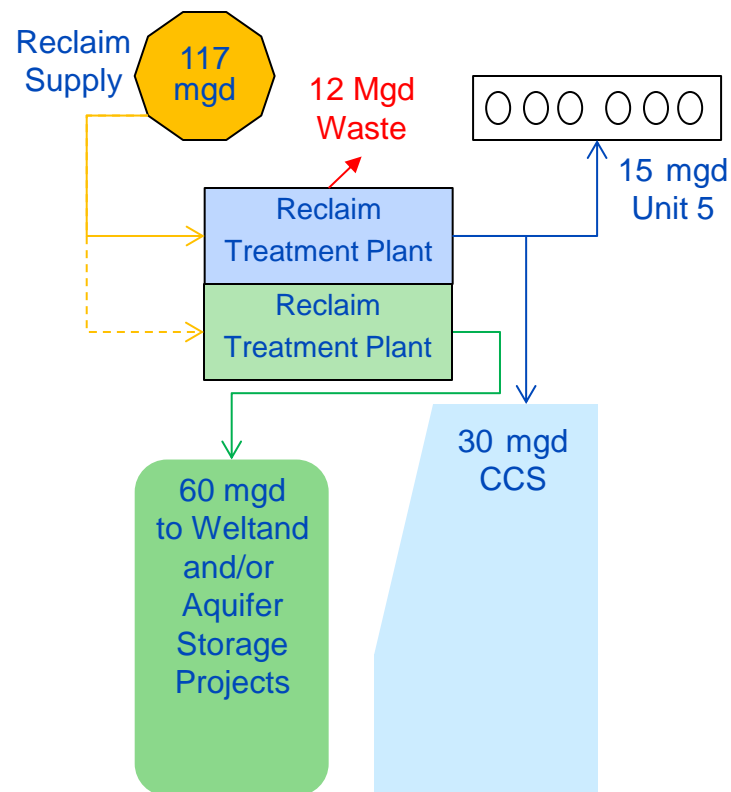 Reclaim
Supply
117
mgd
12 Mgd
Waste
15 mgd
Unit 5
Reclaim
Treatment Plant
Reclaim
Treatment Plant
30 mgd
CCS
60 mgd
to Weltand
and/or
Aquifer
Storage
Projects